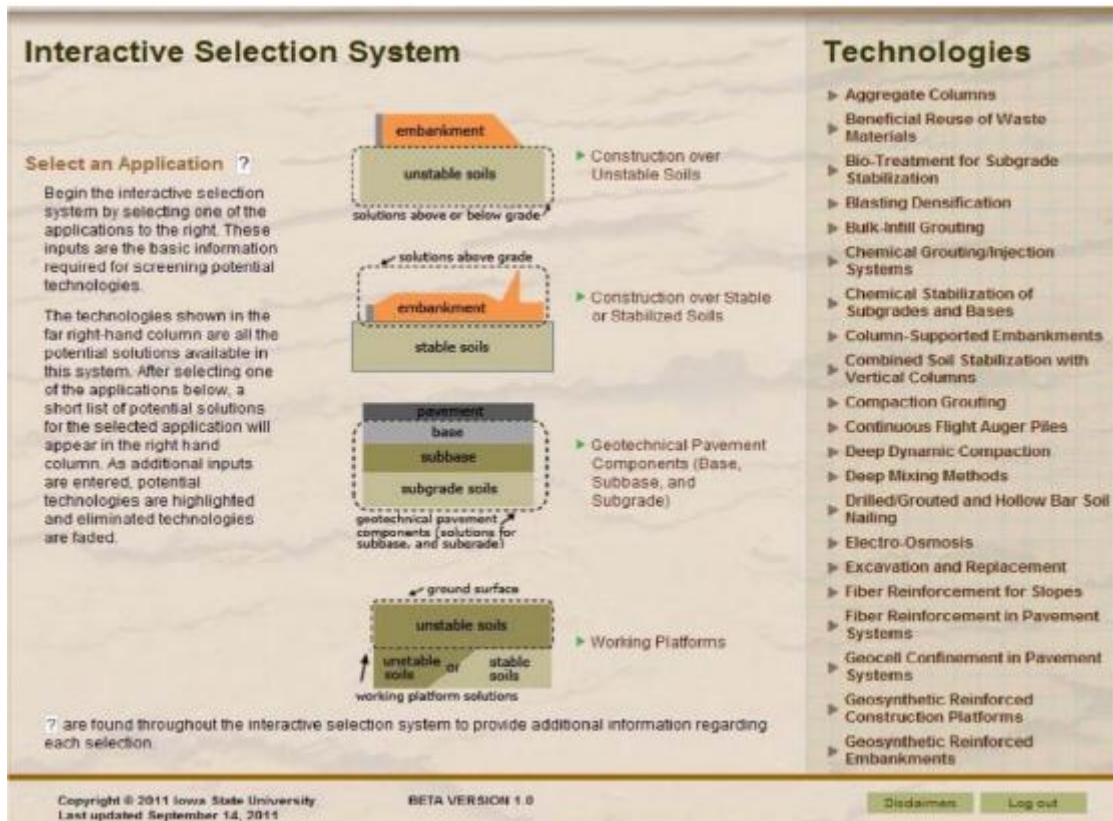 Interactive Selection System
Select an Application ?
Begin the interactive selection
system by selecting one of the
applications to the right. These
inputs are the basic information
required for screening potential
technologies.
The technologies shown in the
far right-hand column are all the
potential solutions available in
this system. After selecting one
of the applications below, a
short list of potential solutions
for the selected application will
appear in the right hand
column. As additional inputs
are entered, potential
technologies are highlighted
and eliminated technologies
are faded.
embankment
unstable soils
solutions above or below grade
Construction over
Unstable Soils
solutions above grade
embankment
stable soils
Construction over Stable
or Stabilized Soils
pavement
base
subbase
subgrade soils
geotechnical pavement
components (solutions for
subbase, and subgrade)
Geotechnical Pavement
Components (Base,
Subbase, and
Subgrade)
ground surface
unstable soils
unstable
soils
or
stable
soils
working platform solutions
Working Platforms
? are found throughout the interactive selection system to provide additional information regarding
each selection.
Technologies
Aggregate Columns
Beneficial Reuse of Waste
Materials
Bio-Treatment for Subgrade
Stabilization
Blasting Densification
Bulk-Infill Grouting
Chemical Grouting/Injection
Systems
Chemical Stabilization of
Subgrades and Bases
Column-Supported Embankments
Combined Soil Stabilization with
Vertical Columns
Compaction Grouting
Continuous Flight Auger Piles
Deep Dynamic Compaction
Deep Mixing Methods
Drilled/Grouted and Hollow Bar Soil
Nailing
Electro-Osmosis
Excavation and Replacement
Fiber Reinforcement for Slopes
Fiber Reinforcement in Pavement
Systems
Geocell Confinement in Pavement
Systems
Geosynthetic Reinforced
Construction Platforms
Geosynthetic Reinforced
Embankments
Copyright © 2011 Iowa State University
Last updated September 14, 2011
BETA VERSION 1.0
Disclaimers
Log out